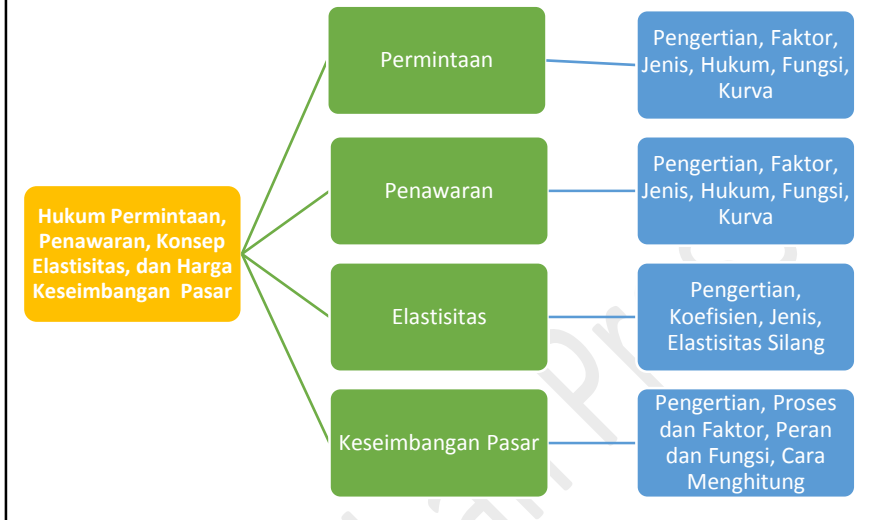 Hukum Permintaan,
Penawaran, Konsep
Elastisitas, dan Harga
Keseimbangan Pasar
Permintaan
Pengertian, Faktor,
Jenis, Hukum, Fungsi,
Kurva
Penawaran
Pengertian, Faktor,
Jenis, Hukum, Fungsi,
Kurva
Elastisitas
Pengertian,
Koefisien, Jenis,
Elastisitas Silang
Keseimbangan Pasar
Pengertian, Proses
dan Faktor, Peran
dan Fungsi, Cara
Menghitung